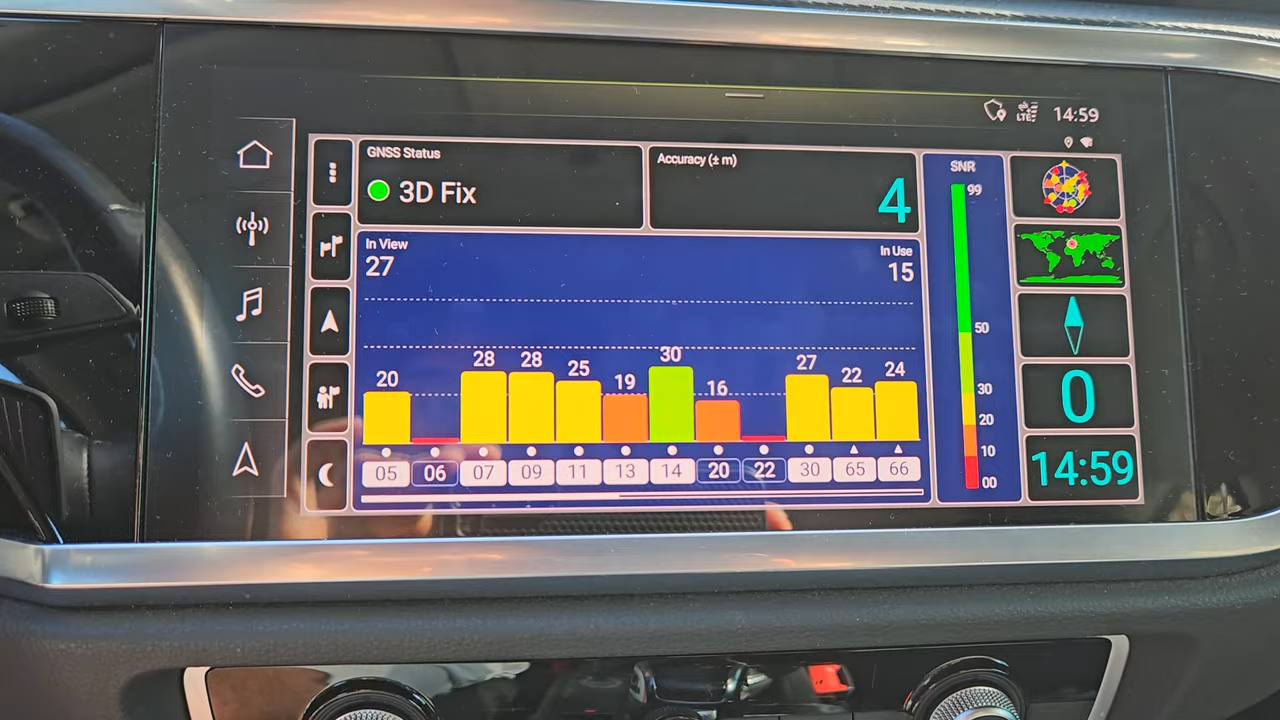 LTE 14:59
GNSS Status
3D Fix
Accuracy (± m)
4
In View
27
In Use
15
20 28 28 25 19 30 16 27 22 24
05 06 07 09 11 13 14 20 22 30 65 66
SNR
99
50
30
20
10
00
0
14:59